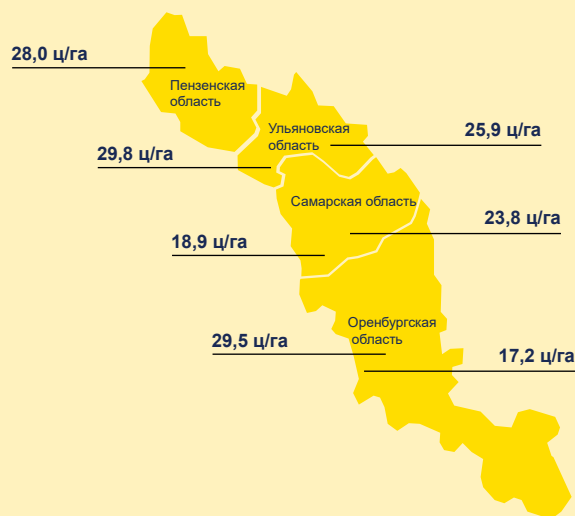 28,0 ц/га
Пензенская
область
Ульяновская
область
25,9 ц/га
29,8 ц/га
Самарская область
23,8 ц/га
18,9 ц/га
Оренбургская
область
29,5 ц/га
17,2 ц/га